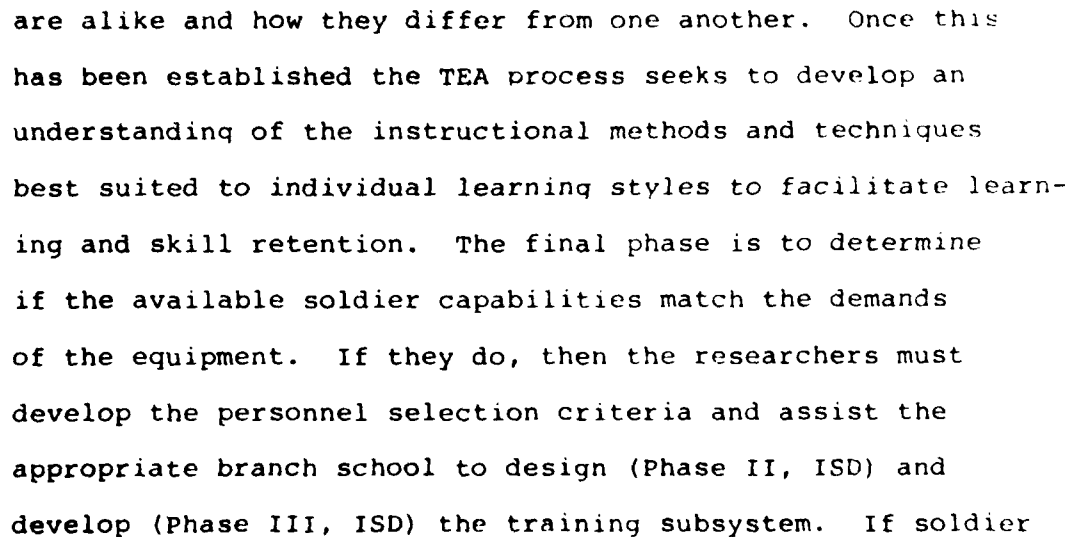 are alike and how they differ from one another. Once this
has been established the TEA process seeks to develop an
understanding of the instructional methods and techniques
best suited to individual learning styles to facilitate learn-
ing and skill retention. The final phase is to determine
if the available soldier capabilities match the demands
of the equipment. If they do, then the researchers must
develop the personnel selection criteria and assist the
appropriate branch school to design (Phase II, ISD) and
develop (Phase III, ISD) the training subsystem. If soldier